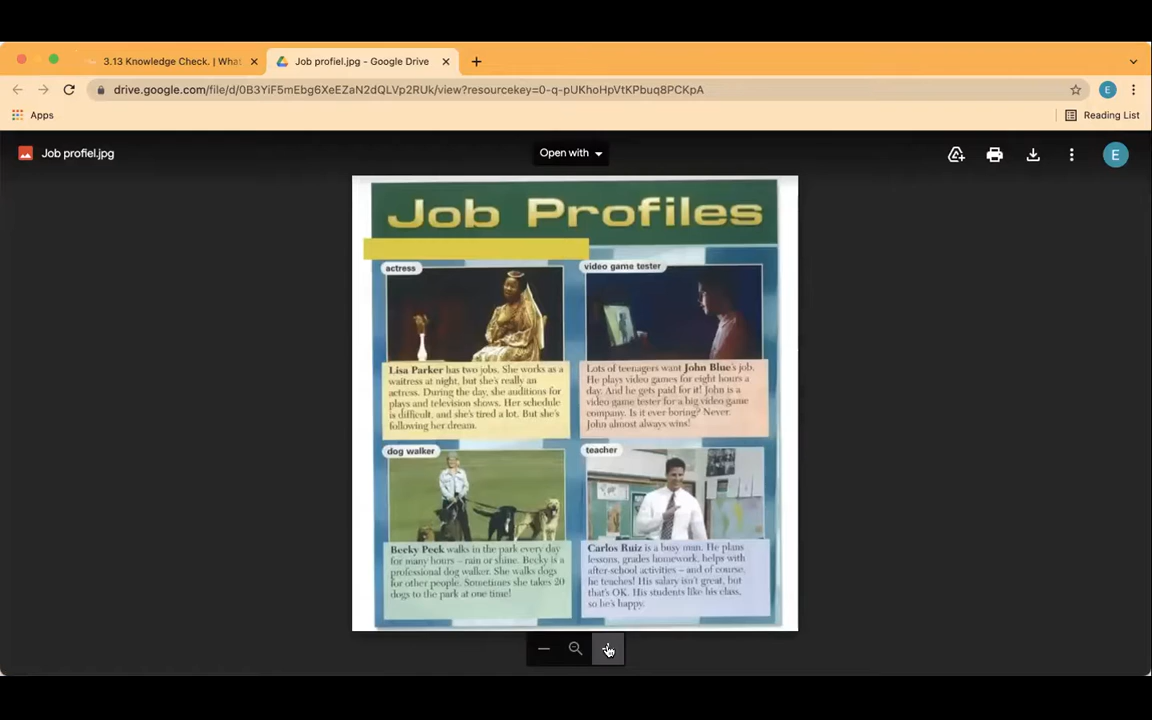 3.13 Knowledge Check. | What
Job profiel.jpg - Google Drive
drive.google.com/file/d/0B3YiF5mEbg6XeEZaN2dQLVp2RUk/view?resourcekey=0-q-pUKhoHpVtKPbuq8PCKpA
E
Apps
Reading List
Job profiel.jpg
Open with
E
Job Profiles
actress
Lisa Parker has two jobs. She works as a
waitress at night, but she's really an
actress. During the day, she auditions for
plays and television shows. Her schedule
is difficult, and she's tired a lot. But she's
following her dream.
video game tester
Lots of teenagers want John Blue's job.
He plays video games for eight hours a
day. And he gets paid for it! John is a
video game tester for a big video game
company. Is it ever boring? Never.
John almost always wins!
dog walker
Becky Peek walks in the park every day
for many hours – rain or shine. Becky is a
professional dog walker. She walks dogs
for other people. Sometimes she takes 20
dogs to the park at one time!
teacher
Carlos Ruiz is a busy man. He plans
lessons, grades homework, helps with
after-school activities – and of course,
he teaches! His salary isn't great, but
that's OK. His students like his class,
so he's happy.